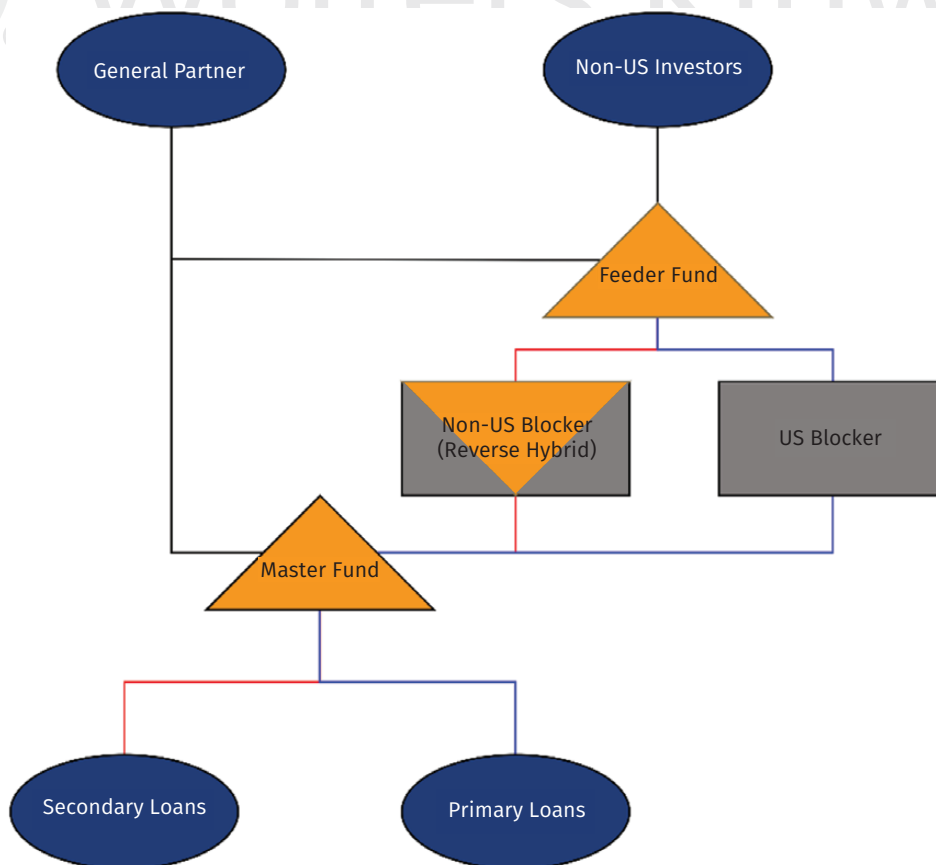 General Partner
Non-US Investors
Feeder Fund
Non-US Blocker
(Reverse Hybrid)
US Blocker
Master Fund
Secondary Loans
Primary Loans